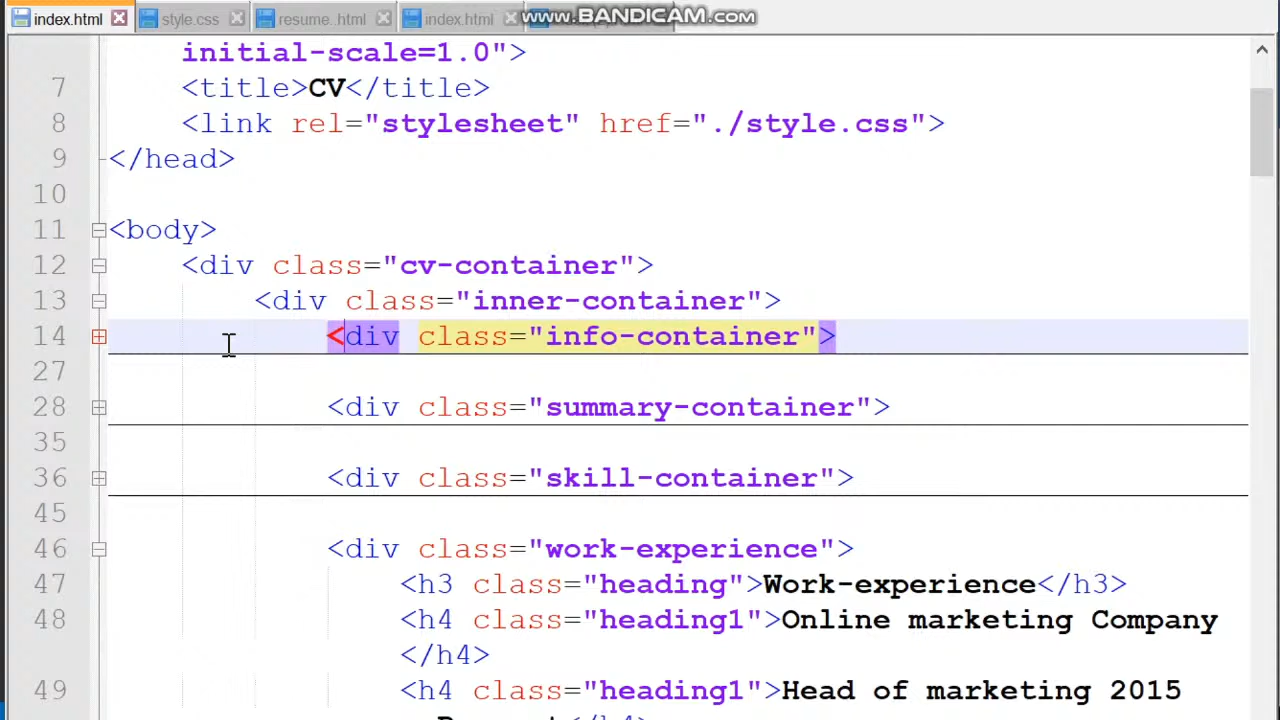 index.html style.css resume..html index.html
www.BANDICAM.com
initial-scale=1.0">
7 <title>CV</title>
8 <link rel="stylesheet" href="./style.css">
9 </head>
10
11 <body>
12 <div class="cv-container">
13 <div class="inner-container">
14 <div class="info-container">
27
28 <div class="summary-container">
35
36 <div class="skill-container">
45
46 <div class="work-experience">
47 <h3 class="heading">Work-experience</h3>
48 <h4 class="heading1">Online marketing Company
</h4>
49 <h4 class="heading1">Head of marketing 2015